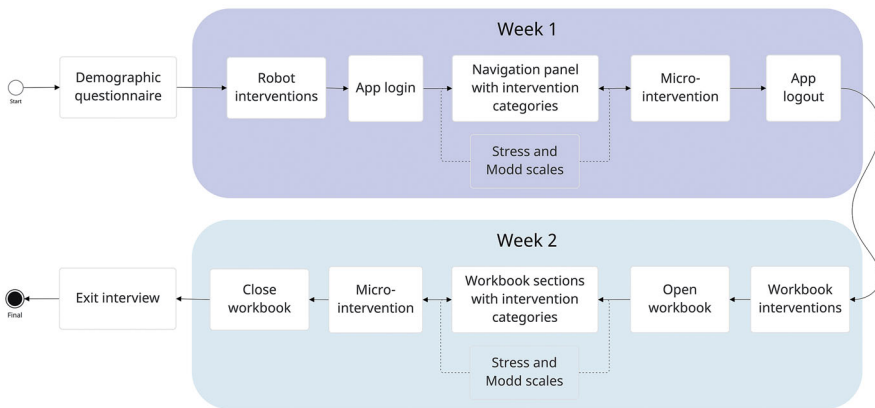 Week 1
Start
Demographic
questionnaire
Robot
interventions
App login
Navigation panel
with intervention
categories
Micro-
intervention
App
logout
Stress and
Modd scales
Week 2
Final
Exit interview
Close
workbook
Micro-
intervention
Workbook sections
with intervention
categories
Open
workbook
Workbook
interventions
Stress and
Modd scales